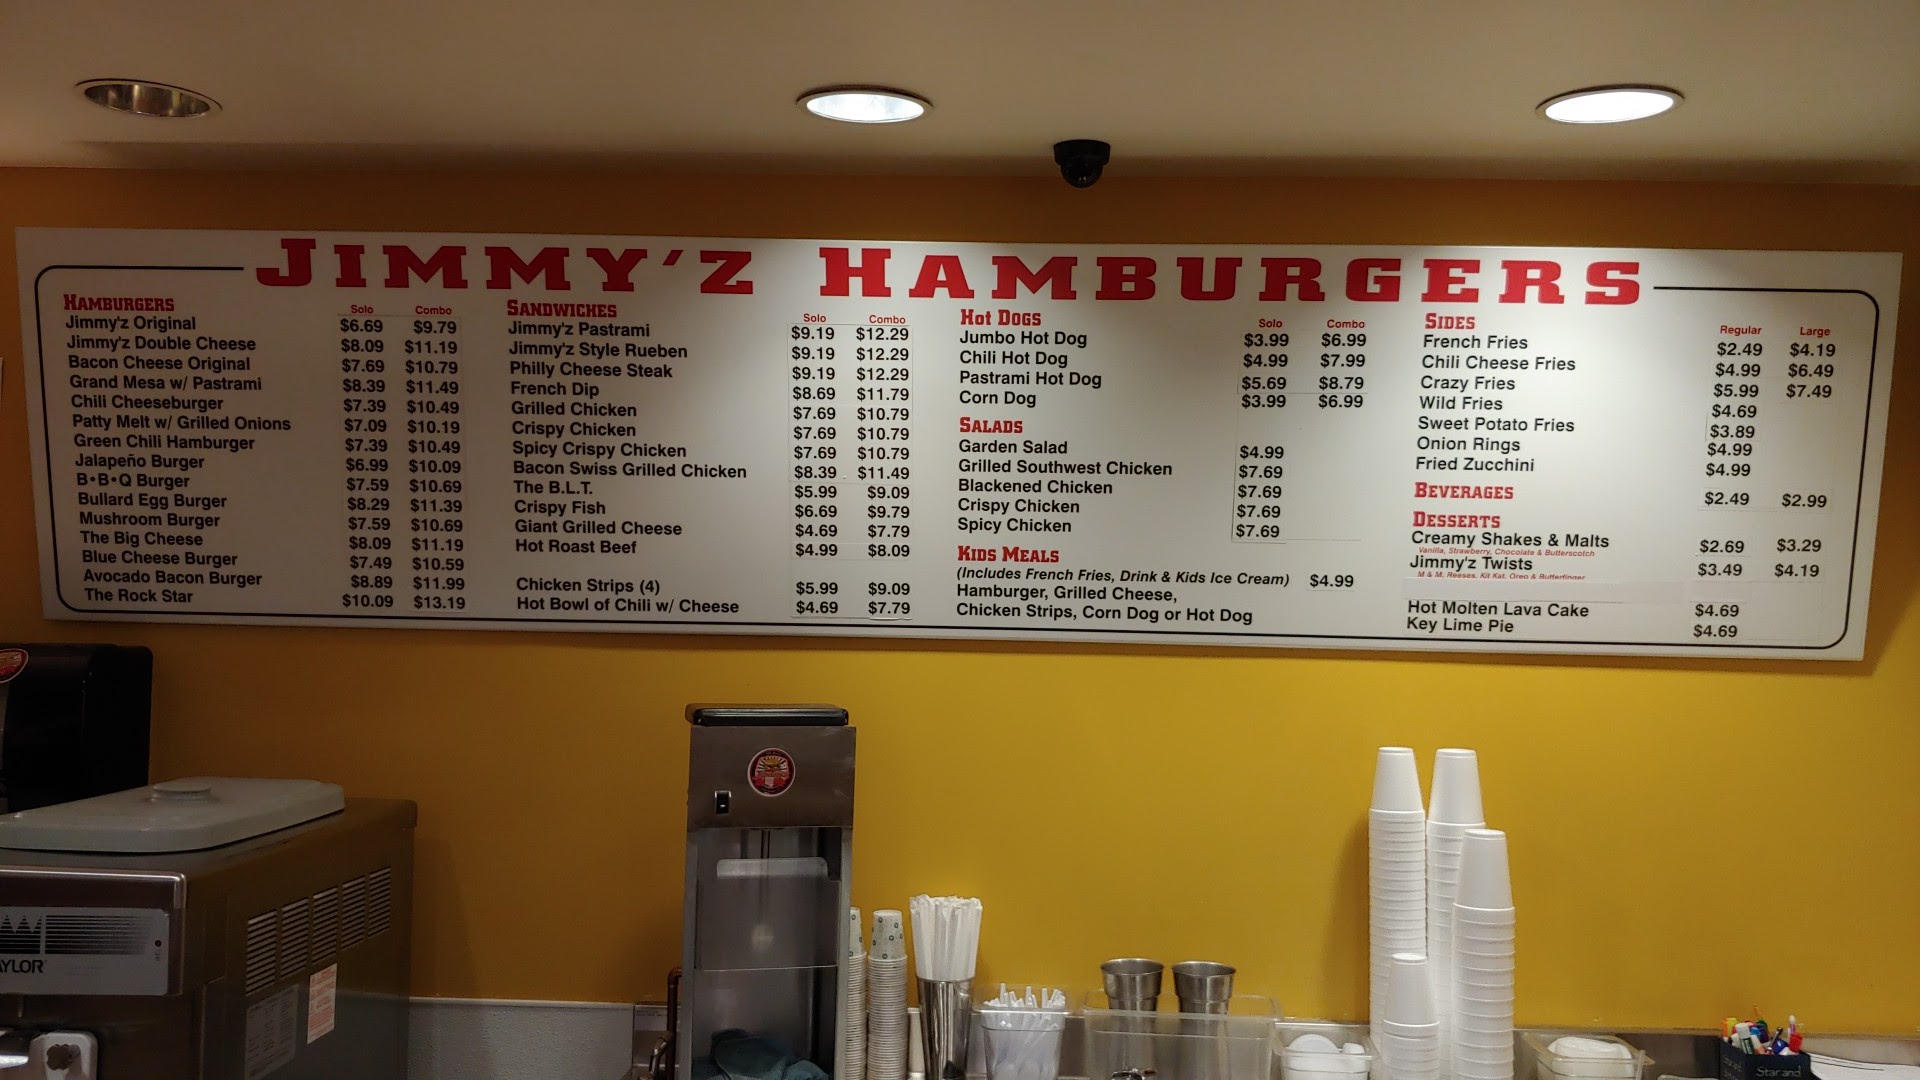 JIMMY'Z HAMBURGERS
HAMBURGERS Solo Combo
Jimmy'z Original $6.69 $9.79
Jimmy'z Double Cheese $8.09 $11.19
Bacon Cheese Original $7.69 $10.79
Grand Mesa w/ Pastrami $8.39 $11.49
Chili Cheeseburger $7.39 $10.49
Patty Melt w/ Grilled Onions $7.09 $10.19
Green Chili Hamburger $7.39 $10.49
Jalapeño Burger $6.99 $10.09
B•B•Q Burger $7.59 $10.69
Bullard Egg Burger $8.29 $11.39
Mushroom Burger $7.59 $10.69
The Big Cheese $8.09 $11.19
Blue Cheese Burger $7.49 $10.59
Avocado Bacon Burger $8.89 $11.99
The Rock Star $10.09 $13.19
SANDWICHES Solo Combo
Jimmy'z Pastrami $9.19 $12.29
Jimmy'z Style Rueben $9.19 $12.29
Philly Cheese Steak $9.19 $12.29
French Dip $8.69 $11.79
Grilled Chicken $7.69 $10.79
Crispy Chicken $7.69 $10.79
Spicy Crispy Chicken $7.69 $10.79
Bacon Swiss Grilled Chicken $8.39 $11.49
The B.L.T. $5.99 $9.09
Crispy Fish $6.69 $9.79
Giant Grilled Cheese $4.69 $7.79
Hot Roast Beef $4.99 $8.09
Chicken Strips (4) $5.99 $9.09
Hot Bowl of Chili w/ Cheese $4.69 $7.79
HOT DOGS Solo Combo
Jumbo Hot Dog $3.99 $6.99
Chili Hot Dog $4.99 $7.99
Pastrami Hot Dog $5.69 $8.79
Corn Dog $3.99 $6.99
SALADS
Garden Salad $4.99
Grilled Southwest Chicken $7.69
Blackened Chicken $7.69
Crispy Chicken $7.69
Spicy Chicken $7.69
KIDS MEALS
(Includes French Fries, Drink & Kids Ice Cream) $4.99
Hamburger, Grilled Cheese,
Chicken Strips, Corn Dog or Hot Dog
SIDES Regular Large
French Fries $2.49 $4.19
Chili Cheese Fries $4.99 $6.49
Crazy Fries $5.99 $7.49
Wild Fries $4.69
Sweet Potato Fries $3.89
Onion Rings $4.99
Fried Zucchini $4.99
BEVERAGES $2.49 $2.99
DESSERTS
Creamy Shakes & Malts $2.69 $3.29
Vanilla, Strawberry, Chocolate & Butterscotch
Jimmy'z Twists $3.49 $4.19
M & M, Reeses, Kit Kat, Oreo & Butterfinger
Hot Molten Lava Cake $4.69
Key Lime Pie $4.69
AYLOR
Star and